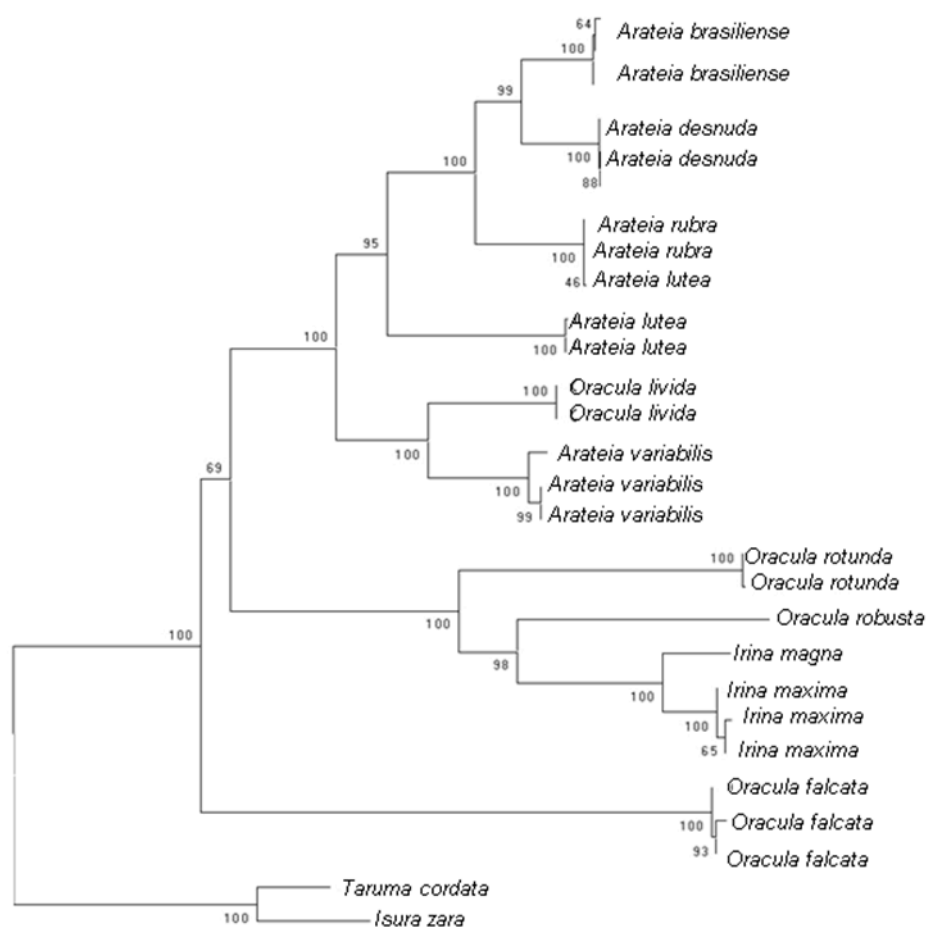 64
Arateia brasiliense
100
Arateia brasiliense
99
Arateia desnuda
100 Arateia desnuda
88
100
Arateia rubra
Arateia rubra
100
46 Arateia lutea
95
Arateia lutea
100 Arateia lutea
100
100 Oracula livida
Oracula livida
100
Arateia variabilis
Arateia variabilis
100
99 Arateia variabilis
69
100 Oracula rotunda
Oracula rotunda
Oracula robusta
100
100
98
Irina magna
100
Irina maxima
Irina maxima
100
65 Irina maxima
Oracula falcata
100 Oracula falcata
93
Oracula falcata
Taruma cordata
100 Isura zara